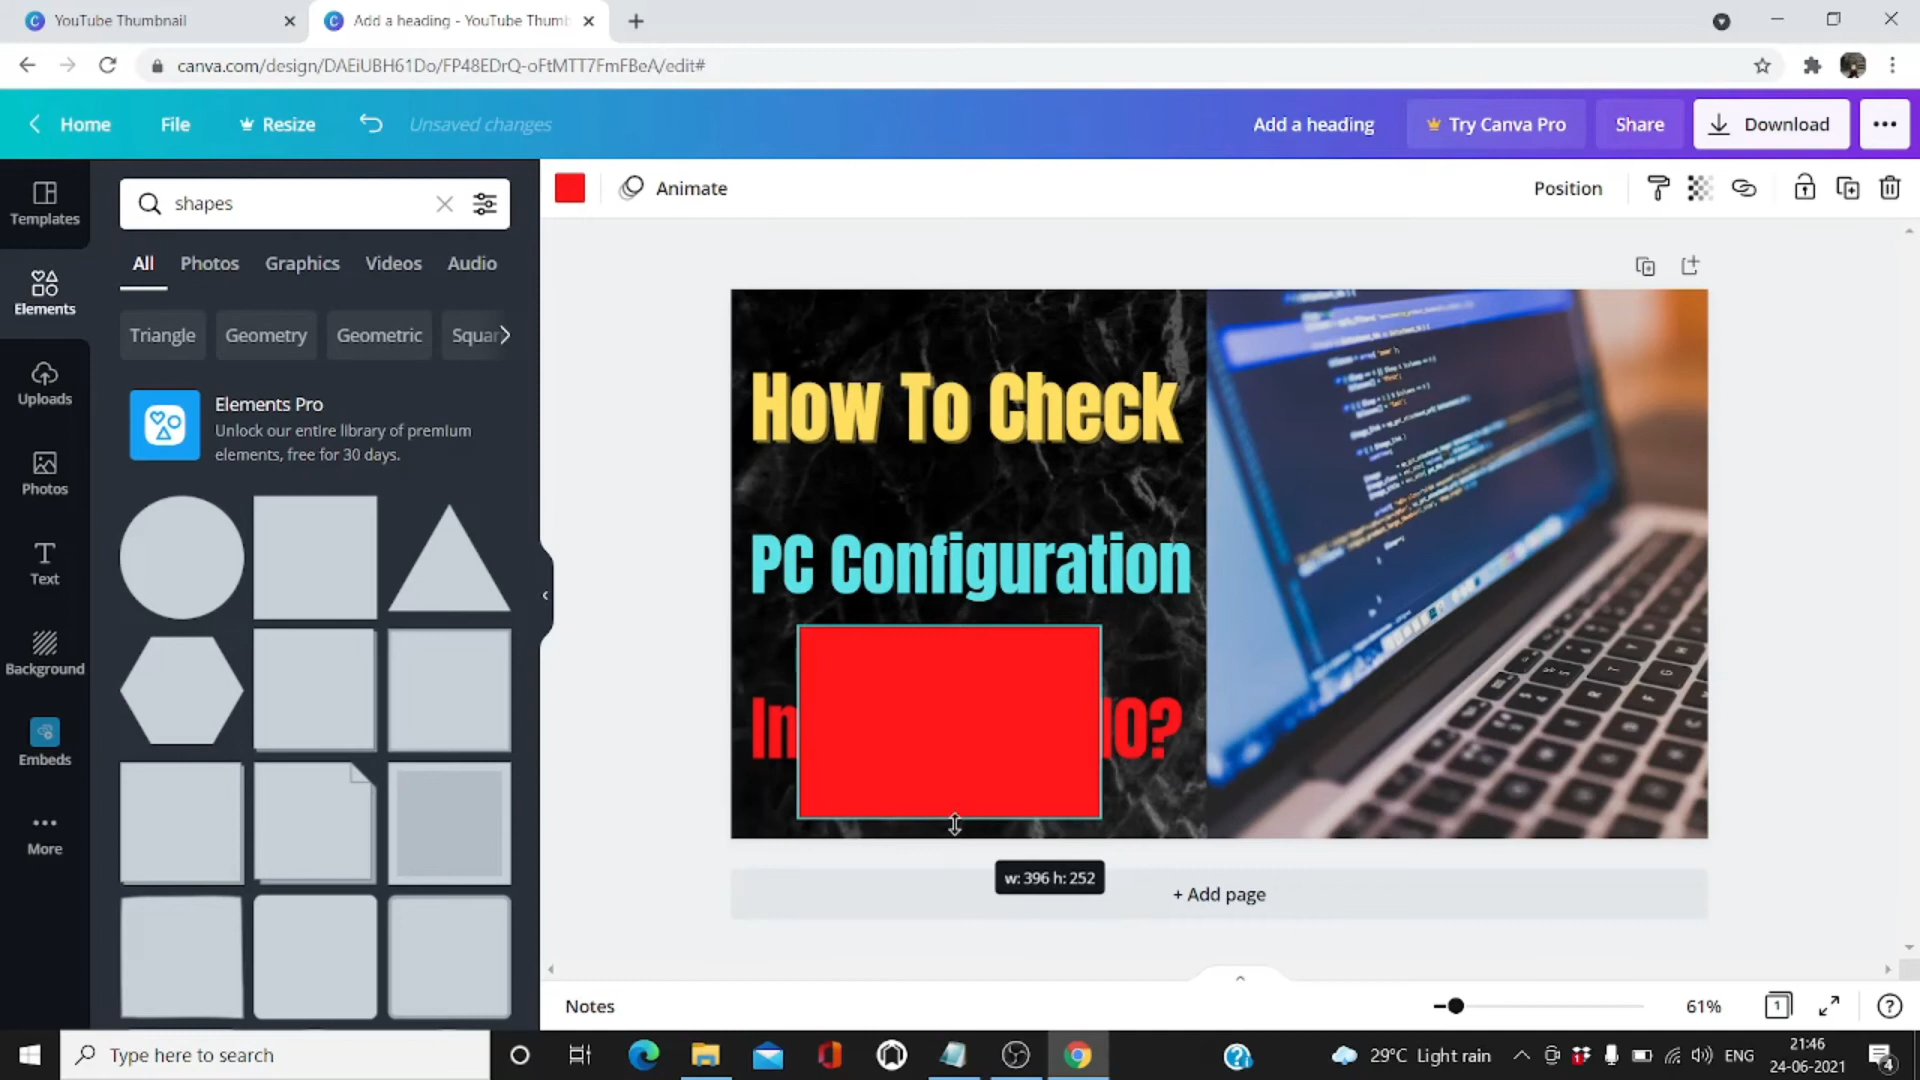 YouTube Thumbnail
Add a heading - YouTube Thumb
canva.com/design/DAEiUBH61Do/FP48EDrQ-oFtMTT7FmFBeA/edit#
Home
File
Resize
Unsaved changes
Add a heading
Try Canva Pro
Share
Download
Templates
Elements
Uploads
Photos
Text
Background
Embeds
More
shapes
All
Photos
Graphics
Videos
Audio
Triangle
Geometry
Geometric
Squar
Elements Pro
Unlock our entire library of premium
elements, free for 30 days.
Animate
Position
How To Check
PC Configuration
In
10?
w: 396 h: 252
+ Add page
Notes
61%
1
Type here to search
29°C Light rain
ENG
21:46
24-06-2021
4